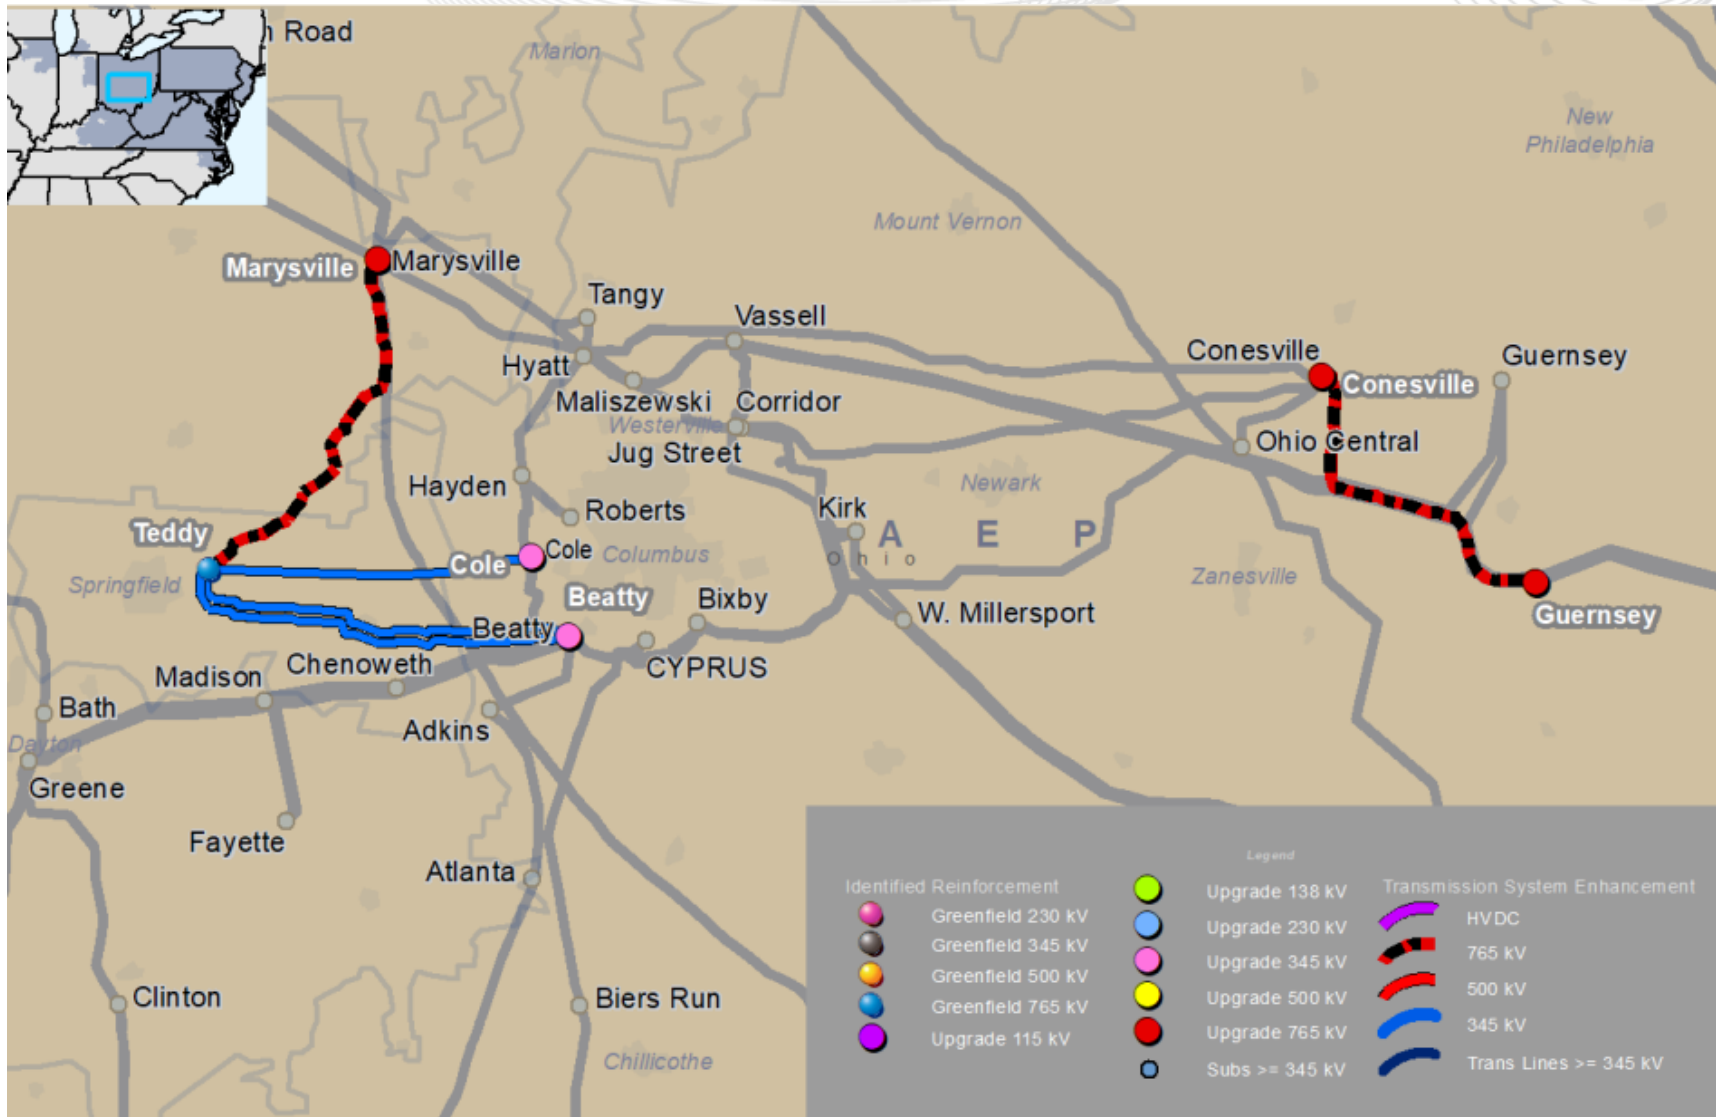 n Road
Marion
New
Philadelphia
Mount Vernon
Marysville
Marysville
Tangy
Vassell
Hyatt
Conesville
Guernsey
Conesville
Maliszewski
Corridor
Westerville
Jug Street
Ohio Central
Hayden
Newark
Roberts
Kirk
A E P
Ohio
Teddy
Cole
Cole
Columbus
Springfield
Zanesville
Beatty
Bixby
Beatty
W. Millersport
Guernsey
Chenoweth
CYPRUS
Madison
Bath
Adkins
Dayton
Greene
Fayette
Atlanta
Clinton
Biers Run
Chillicothe
Legend
Identified Reinforcement
Greenfield 230 kV
Greenfield 345 kV
Greenfield 500 kV
Greenfield 765 kV
Upgrade 115 kV
Upgrade 138 kV
Upgrade 230 kV
Upgrade 345 kV
Upgrade 500 kV
Upgrade 765 kV
Subs >= 345 kV
Transmission System Enhancement
HVDC
765 kV
500 kV
345 kV
Trans Lines >= 345 kV